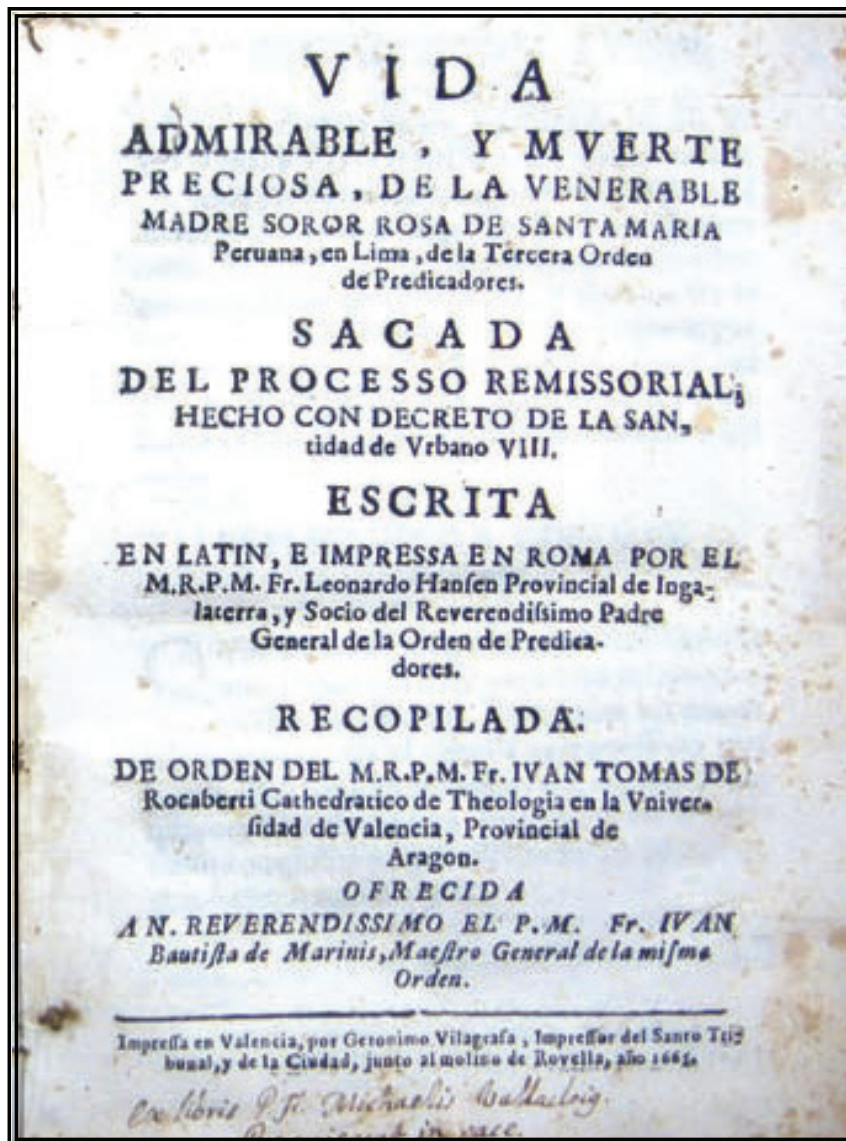 VIDA
ADMIRABLE, Y MVERTE
PRECIOSA, DE LA VENERABLE
MADRE SOROR ROSA DE SANTA MARIA
Peruana, en Lima, de la Tercera Orden
de Predicadores.
SACADA
DEL PROCESSO REMISSORIAL,
HECHO CON DECRETO DE LA SAN-
tidad de Vrbano VIII.
ESCRITA
EN LATIN, E IMPRESSA EN ROMA POR EL
M.R.P.M. Fr. Leonardo Hanſen Provincial de Inga-
laterra, y Socio del Reverendiſsimo Padre
General de la Orden de Predica-
dores.
RECOPILADA.
DE ORDEN DEL M.R.P.M. Fr. IVAN TOMAS DE
Rocaberti Cathedratico de Theologia en la Vniver-
ſidad de Valencia, Provincial de
Aragon.
OFRECIDA
A N. REVERENDISSIMO EL P.M. Fr. IVAN
Bautiſta de Marinis, Maeſtro General de la miſma
Orden.
Impreſſa en Valencia, por Geronimo Vilagraſa, Impreſſor del Santo Tri-
bunal, y de la Ciudad, junto al molino de Rovella, año
Ex libris P. Fr. Michaelis
in pace.